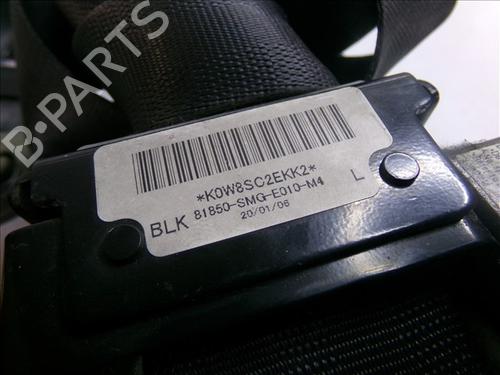 B-PARTS
*K0W8SC2EKK2*
BLK 81850-SMG-E010-M4 L
20/01/06